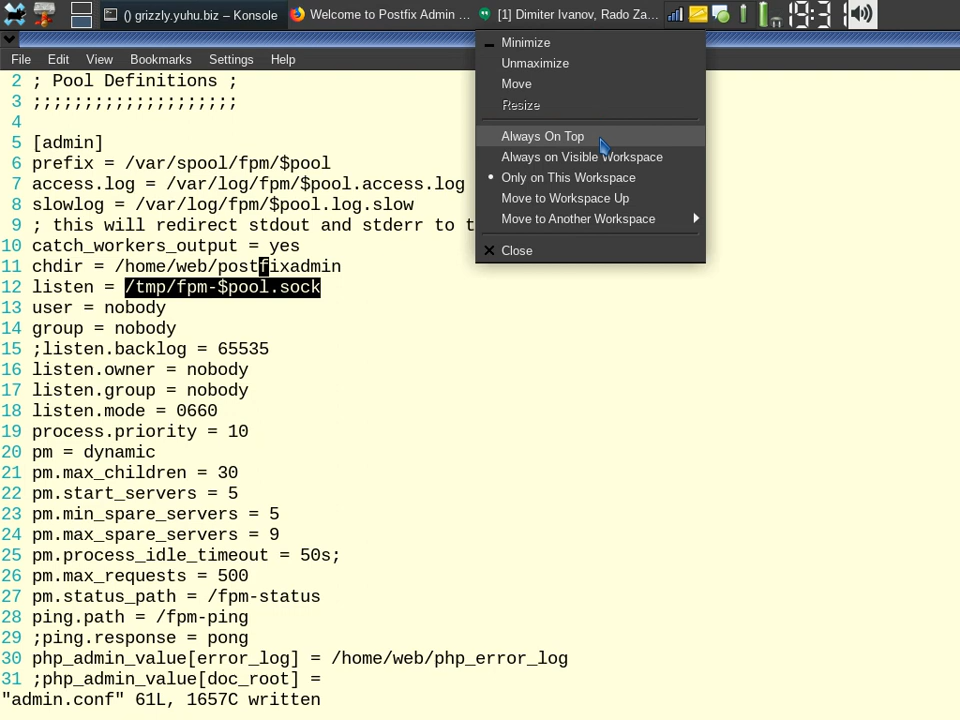 () grizzly.yuhu.biz – Konsole
Welcome to Postfix Admin ...
[1] Dimiter Ivanov, Rado Za...
19:31
File Edit View Bookmarks Settings Help
Minimize
Unmaximize
Move
Resize
Always On Top
Always on Visible Workspace
Only on This Workspace
Move to Workspace Up
Move to Another Workspace
Close
2 ; Pool Definitions ;
3 ;;;;;;;;;;;;;;;;;;;;
4
5 [admin]
6 prefix = /var/spool/fpm/$pool
7 access.log = /var/log/fpm/$pool.access.log
8 slowlog = /var/log/fpm/$pool.log.slow
9 ; this will redirect stdout and stderr to t
10 catch_workers_output = yes
11 chdir = /home/web/postfixadmin
12 listen = /tmp/fpm-$pool.sock
13 user = nobody
14 group = nobody
15 ;listen.backlog = 65535
16 listen.owner = nobody
17 listen.group = nobody
18 listen.mode = 0660
19 process.priority = 10
20 pm = dynamic
21 pm.max_children = 30
22 pm.start_servers = 5
23 pm.min_spare_servers = 5
24 pm.max_spare_servers = 9
25 pm.process_idle_timeout = 50s;
26 pm.max_requests = 500
27 pm.status_path = /fpm-status
28 ping.path = /fpm-ping
29 ;ping.response = pong
30 php_admin_value[error_log] = /home/web/php_error_log
31 ;php_admin_value[doc_root] =
"admin.conf" 61L, 1657C written